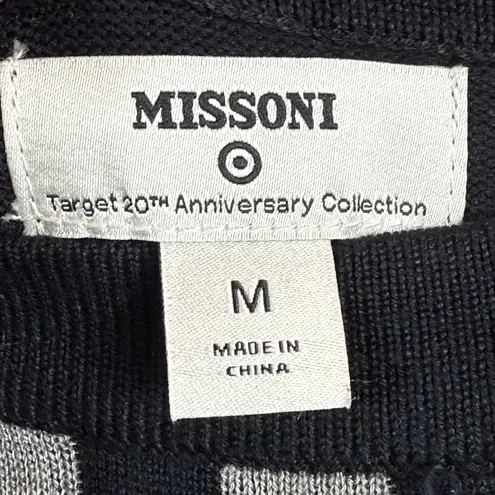 MISSONI
Target 20TH Anniversary Collection
M
MADE IN
CHINA